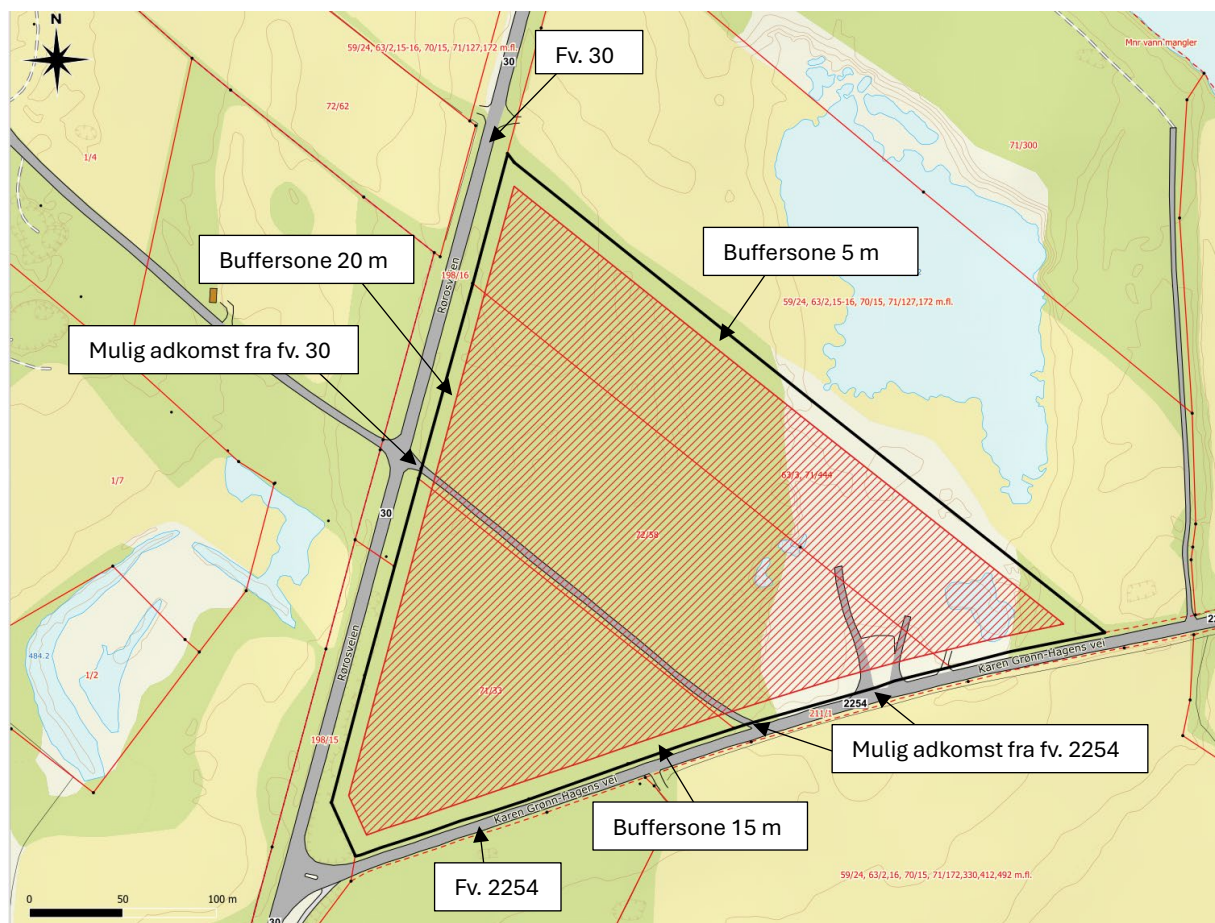 N
59/24, 63/2,15-16, 70/15, 71/127,172 m.fl.
30
Fv. 30
Mnr vann mangler
72/62
1/4
71/300
Buffersone 20 m
Buffersone 5 m
198/16
Rørosveien
59/24, 63/2,15-16, 70/15, 71/127,172 m.fl.
Mulig adkomst fra fv. 30
1/7
63/3, 71/444
30
72/58
484.2
1/2
Rørosveien
71/33
198/15
Karen Grønn-Hagens vei
2254
211/1
Mulig adkomst fra fv. 2254
Karen Grønn-Hagens vei
Buffersone 15 m
Fv. 2254
59/24, 63/2,16, 70/15, 71/172,330,412,492 m.fl.
0 50 100 m
30